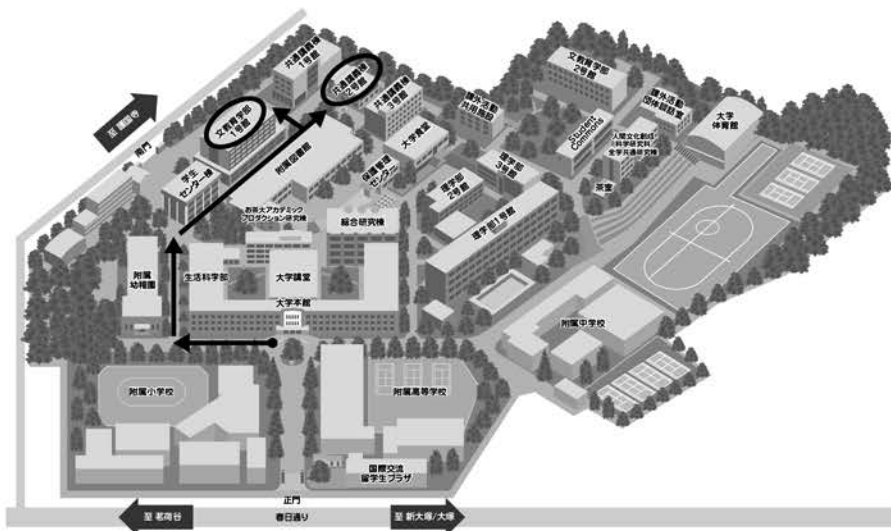 共通講義棟
1号館
共通講義棟
2号館
共通講義棟
3号館
文教育学部
1号館
課外活動
共用施設
文教育学部
2号館
課外活動
団体談話室
大学
体育館
至 護国寺
南門
学生
センター棟
附属図書館
大学食堂
保健管理
センター
Student
Commons
人間文化創成
科学研究科・
全学共通研究棟
理学部
3号館
理学部
2号館
茶室
お茶大アカデミック
プロダクション研究棟
総合研究棟
理学部1号館
附属
幼稚園
生活科学部
大学講堂
大学本館
附属中学校
附属小学校
附属高等学校
国際交流
留学生プラザ
正門
至 茗荷谷
春日通り
至 新大塚/大塚